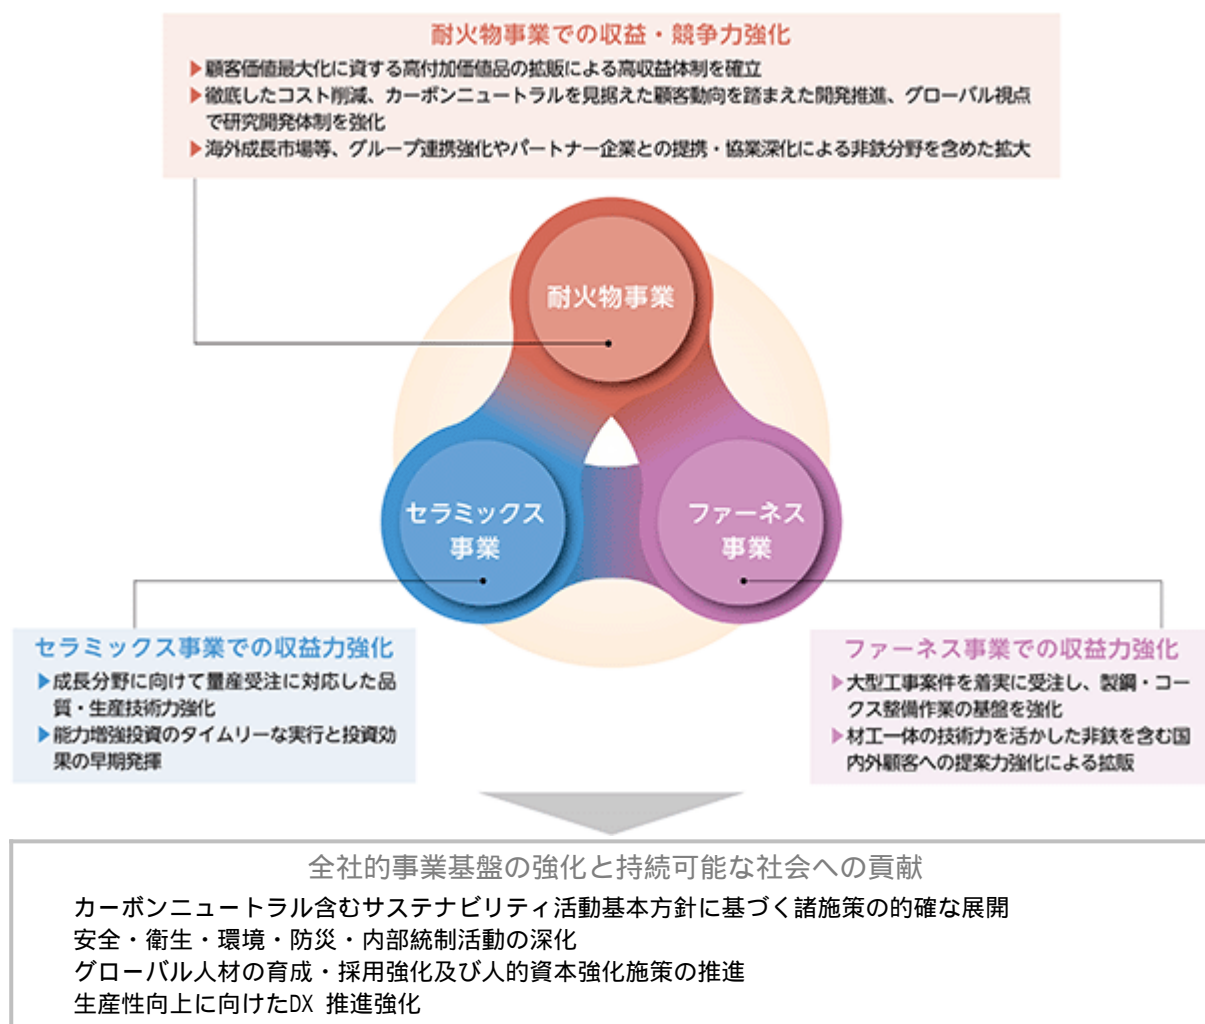 耐火物事業での収益・競争力強化
▶顧客価値最大化に資する高付加価値品の拡販による高収益体制を確立
▶徹底したコスト削減、カーボンニュートラルを見据えた顧客動向を踏まえた開発推進、グローバル視点
で研究開発体制を強化
▶海外成長市場等、グループ連携強化やパートナー企業との提携・協業深化による非鉄分野を含めた拡大
耐火物事業
セラミックス
事業
ファーネス
事業
セラミックス事業での収益力強化
▶成長分野に向けて量産受注に対応した品
質・生産技術力強化
▶能力増強投資のタイムリーな実行と投資効
果の早期発揮
ファーネス事業での収益力強化
▶大型工事案件を着実に受注し、製鋼・コー
クス整備作業の基盤を強化
▶材工一体の技術力を活かした非鉄を含む国
内外顧客への提案力強化による拡販
全社的事業基盤の強化と持続可能な社会への貢献
カーボンニュートラル含むサステナビリティ活動基本方針に基づく諸施策の的確な展開
安全・衛生・環境・防災・内部統制活動の深化
グローバル人材の育成・採用強化及び人的資本強化施策の推進
生産性向上に向けたDX 推進強化